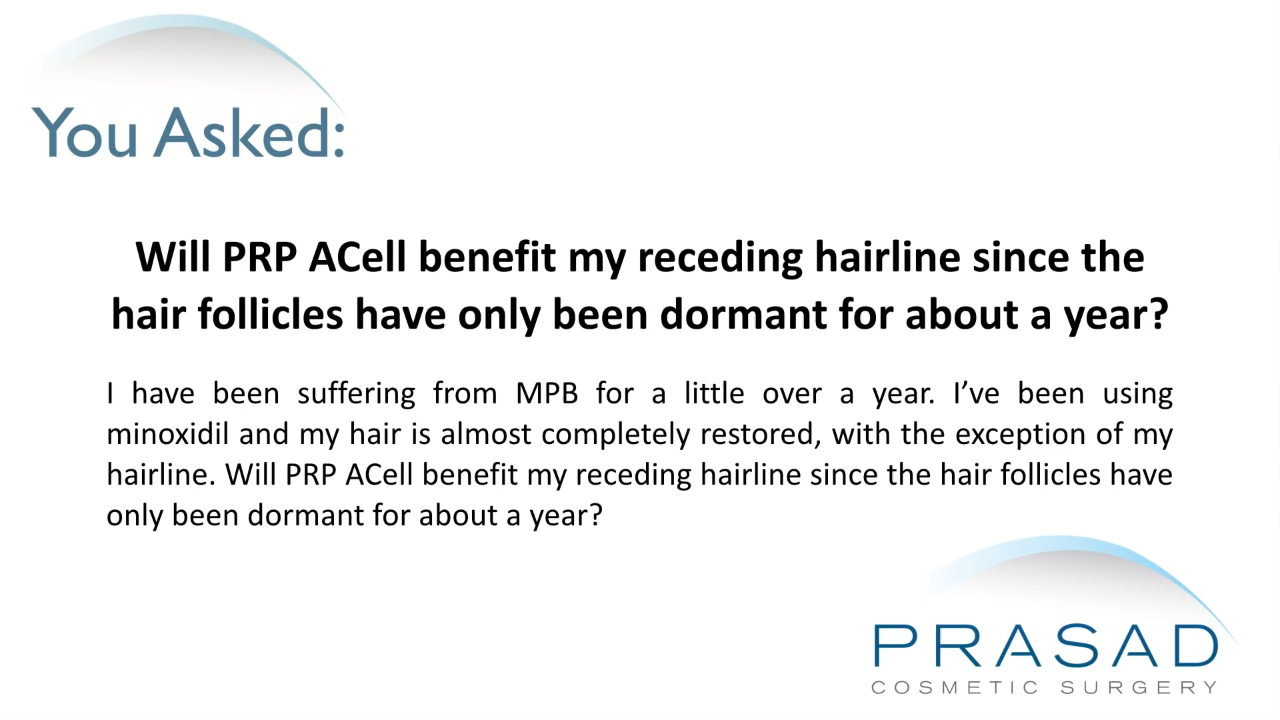 You Asked:
Will PRP ACell benefit my receding hairline since the
hair follicles have only been dormant for about a year?
I have been suffering from MPB for a little over a year. I’ve been using
minoxidil and my hair is almost completely restored, with the exception of my
hairline. Will PRP ACell benefit my receding hairline since the hair follicles have
only been dormant for about a year?
PRASAD
COSMETIC SURGERY